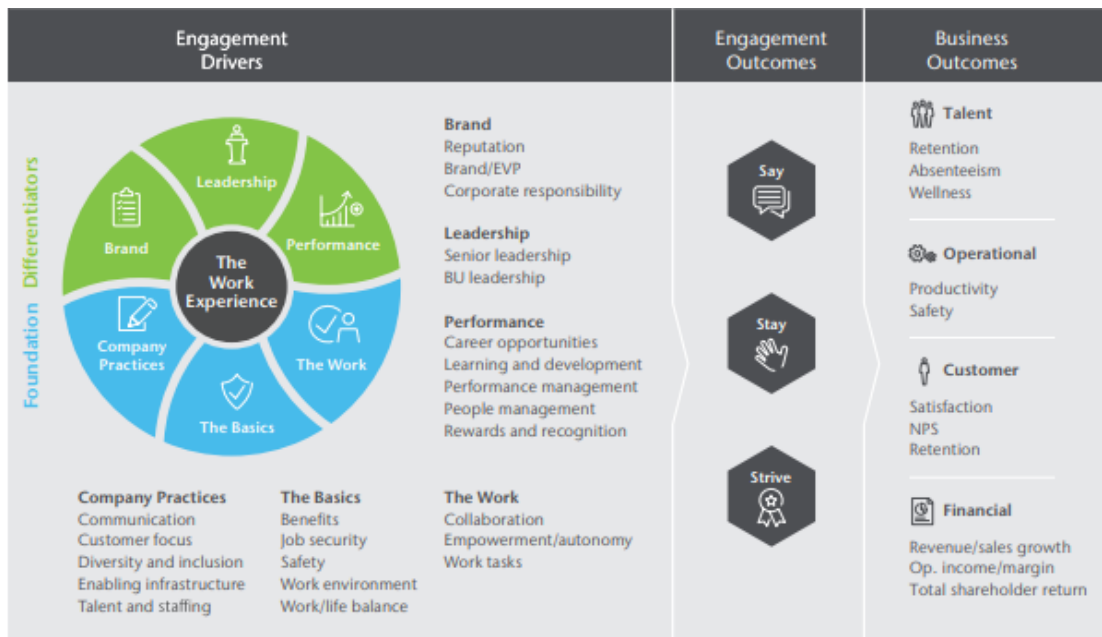 Engagement
Drivers
Engagement
Outcomes
Business
Outcomes
Differentiators
Foundation
Leadership
Brand
Performance
The
Work
Experience
Company
Practices
The Work
The Basics
Brand
Reputation
Brand/EVP
Corporate responsibility
Leadership
Senior leadership
BU leadership
Performance
Career opportunities
Learning and development
Performance management
People management
Rewards and recognition
Company Practices
Communication
Customer focus
Diversity and inclusion
Enabling infrastructure
Talent and staffing
The Basics
Benefits
Job security
Safety
Work environment
Work/life balance
The Work
Collaboration
Empowerment/autonomy
Work tasks
Say
Stay
Strive
Talent
Retention
Absenteeism
Wellness
Operational
Productivity
Safety
Customer
Satisfaction
NPS
Retention
Financial
Revenue/sales growth
Op. income/margin
Total shareholder return